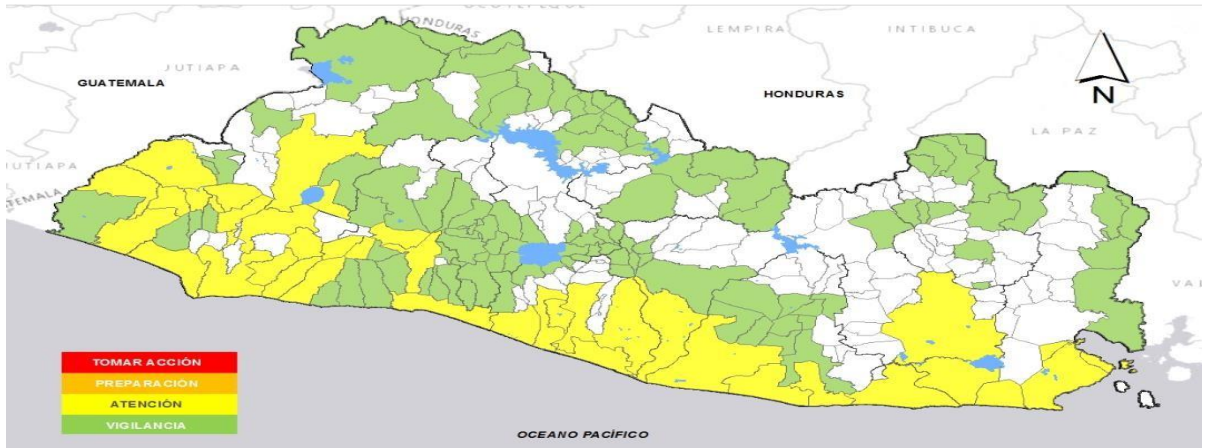 HONDURAS
LEMPIRA
INTIBUCA
JUTIAPA
GUATEMALA
HONDURAS
N
LA PAZ
JUTIAPA
OCEANO PACÍFICO
TOMAR ACCIÓN
PREPARACIÓN
ATENCIÓN
VIGILANCIA